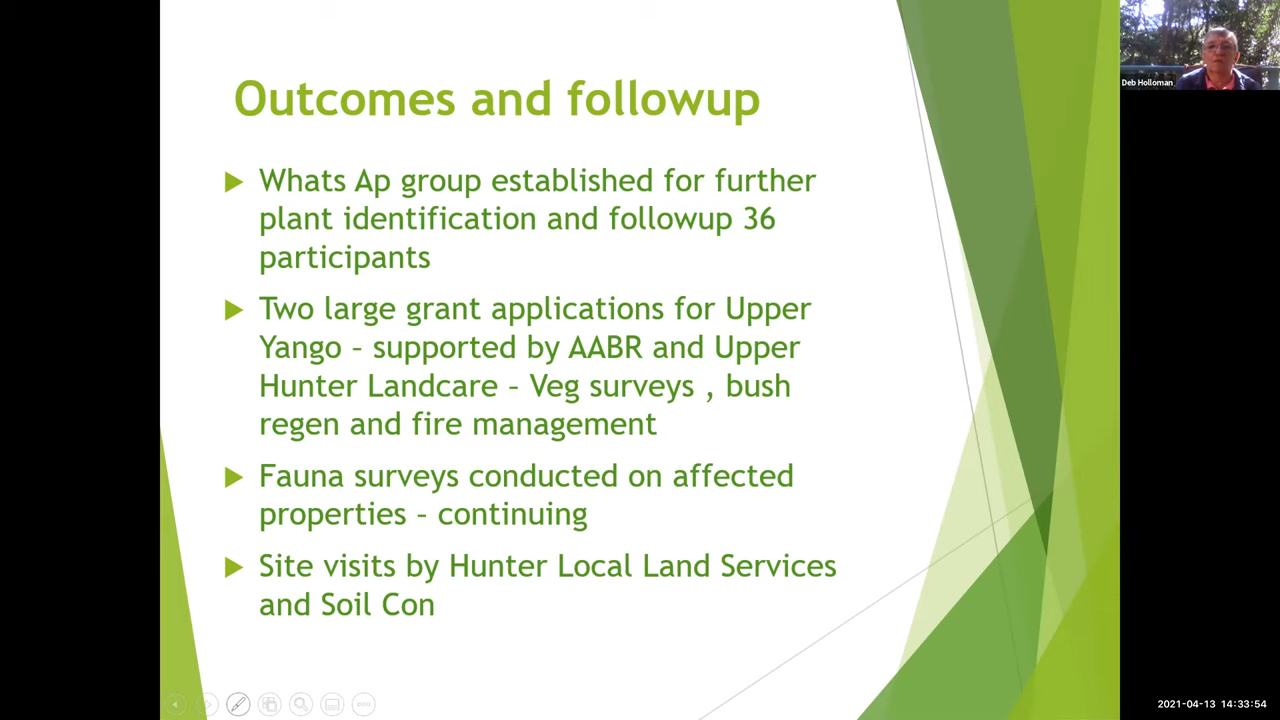 Outcomes and followup
Whats Ap group established for further
plant identification and followup 36
participants
Two large grant applications for Upper
Yango – supported by AABR and Upper
Hunter Landcare – Veg surveys , bush
regen and fire management
Fauna surveys conducted on affected
properties – continuing
Site visits by Hunter Local Land Services
and Soil Con
Deb Holloman
2021-04-13 14:33:54